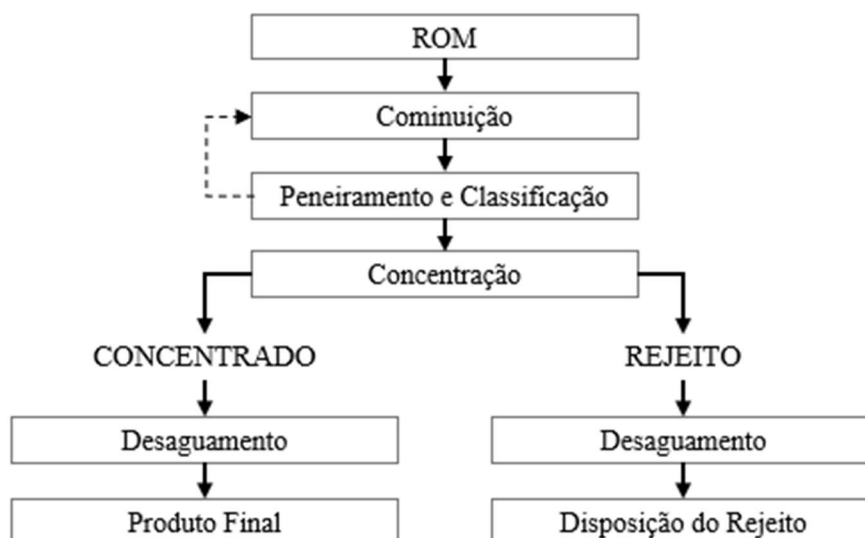 ROM
Cominuição
Peneiramento e Classificação
Concentração
CONCENTRADO
REJEITO
Desaguamento
Desaguamento
Produto Final
Disposição do Rejeito